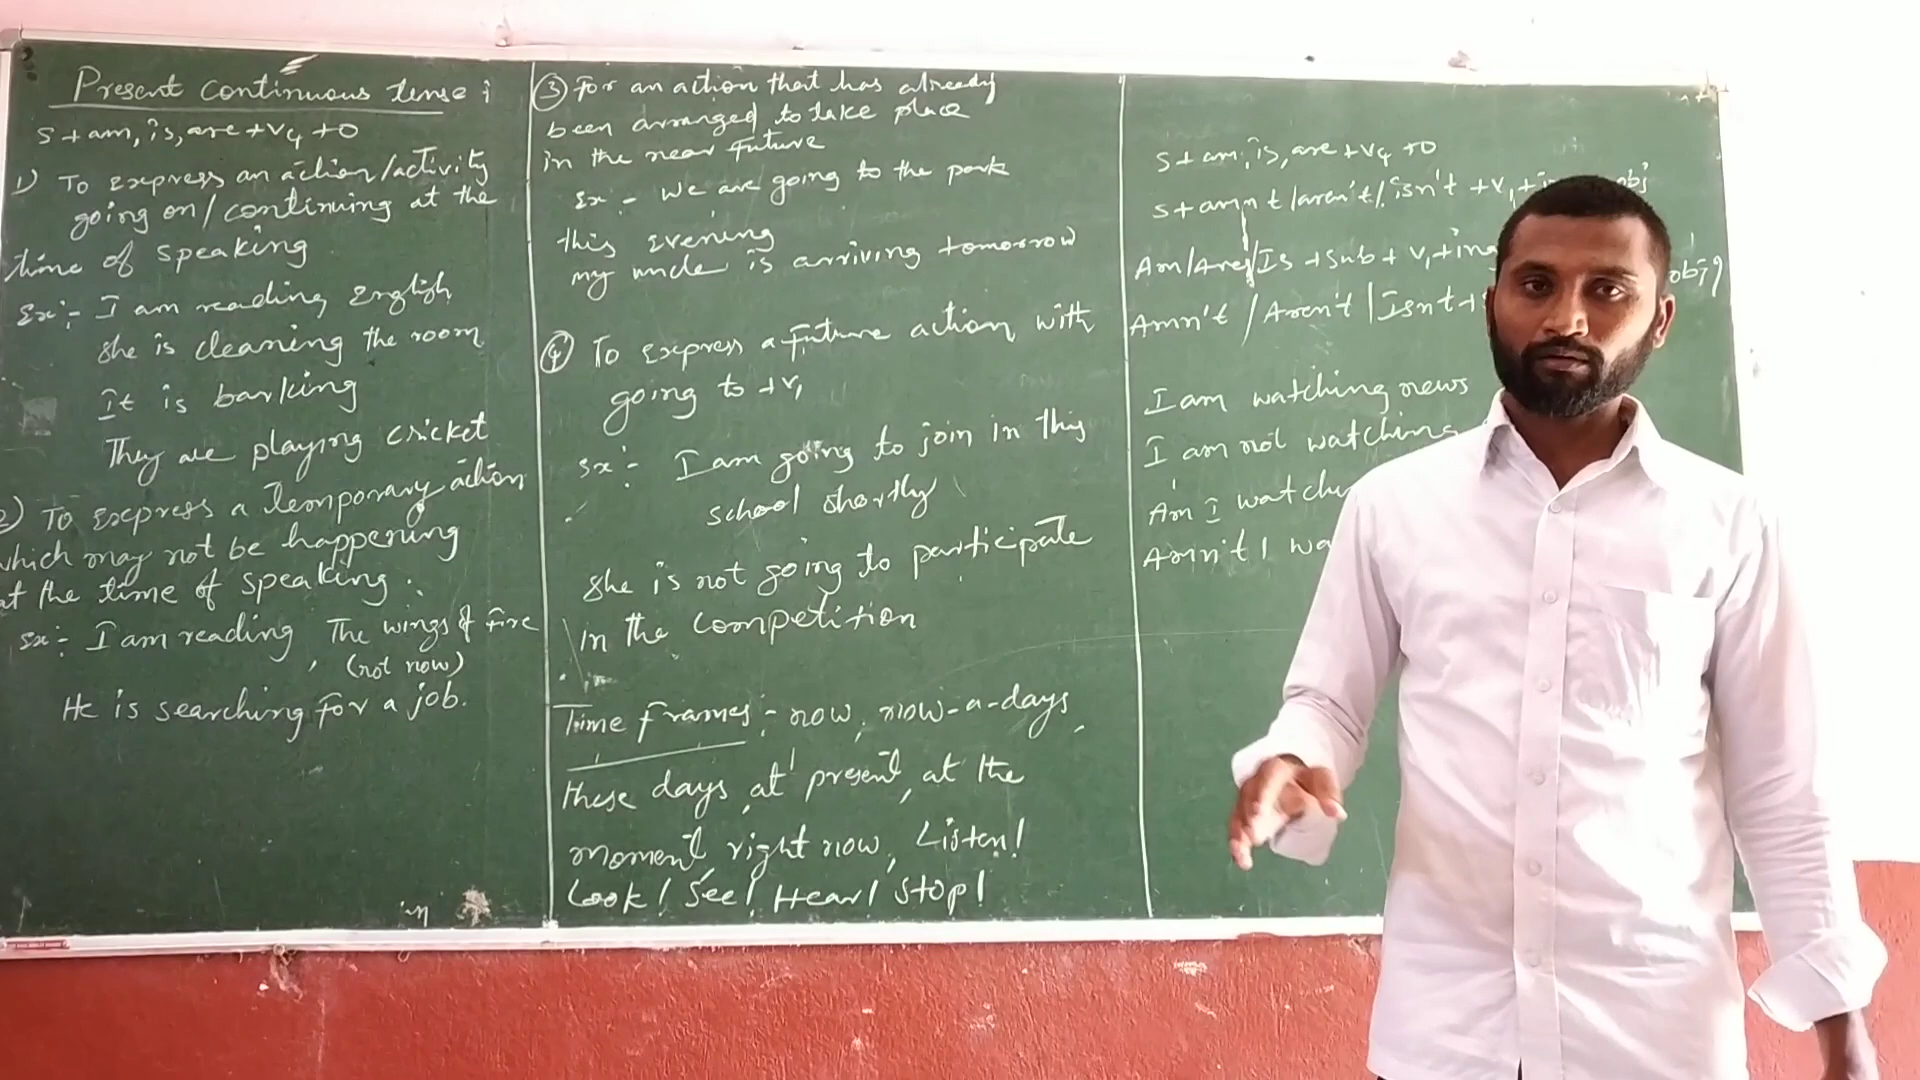 Present continuous tense :
S + am, is, are + V4 + O
1) To express an action/activity
going on/continuing at the
time of speaking
Ex:- I am reading English
She is cleaning the room
It is barking
They are playing cricket
2) To express a temporary action
which may not be happening
at the time of speaking.
Ex:- I am reading The wings of Fire
(not now)
He is searching for a job.
③ For an action that has already
been arranged to take place
in the near future
Ex:- We are going to the park
this evening
my uncle is arriving tomorrow
④ To express a future action with
going to + V1
Ex:- I am going to join in this
school shortly
She is not going to participate
in the competition
Time frames:- now, now-a-days,
these days, at present, at the
moment, right now, Listen!
Look! See! Hear! Stop!
S + am, is, are + V4 + O
S + amn't/aren't/isn't + V1 + obj
Am/Are/Is + Sub + V1 + ing obj?
Amn't/Aren't/Isnt +
I am watching news
I am not watching
Am I
Amn't I